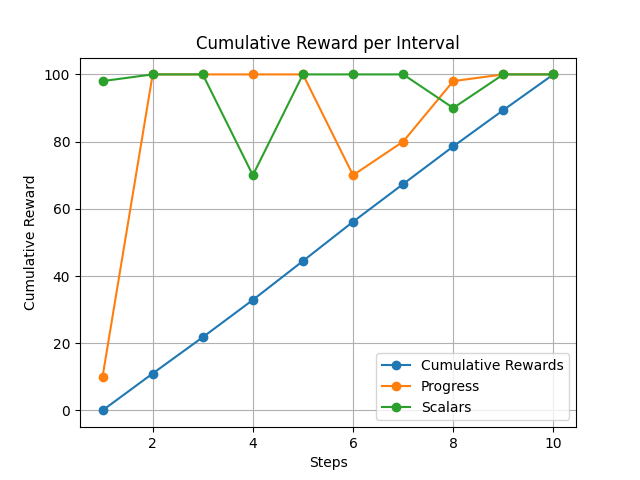 Cumulative Reward per Interval
Cumulative Reward
100
80
60
40
20
0
2
4
6
8
10
Steps
Cumulative Rewards
Progress
Scalars